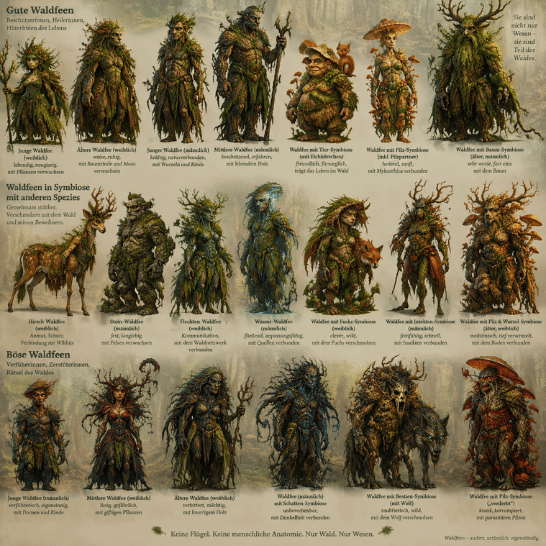 Gute Waldfeen
Beschützerinnen, Heilerinnen,
Hüterinnen des Lebens
Sie sind
nicht nur
Wesen –
sie sind
Teil des
Waldes.
Junge Waldfee
(weiblich)
lebendig, neugierig,
mit Pflanzen verwachsen
Ältere Waldfee (weiblich)
weise, ruhig,
mit Baumrinde und Moos
verwachsen
Junger Waldfee (männlich)
kräftig, naturverbunden,
mit Wurzeln und Rinde
Mittlere Waldfee (männlich)
beschützend, erfahren,
mit lebendem Holz
Waldfee mit Tier-Symbiose
(mit Eichhörnchen)
freundlich, fürsorglich,
trägt das Leben im Wald
Waldfee mit Pilz-Symbiose
(inkl. Pilzpartner)
heilend, sanft,
mit Mykorrhiza verbunden
Waldfee mit Baum-Symbiose
(älter, männlich)
sehr weise, fast eins
mit dem Baum
Waldfeen in Symbiose
mit anderen Spezies
Gemeinsam stärker.
Verschmolzen mit dem Wald
und seinen Bewohnern.
Hirsch-Waldfee
(weiblich)
Anmut, Schutz,
Verbindung zur Wildnis
Stein-Waldfee
(männlich)
fest, langlebig,
mit Felsen verwachsen
Flechten-Waldfee
(weiblich)
Kommunikation,
mit dem Waldnetzwerk
verbunden
Wasser-Waldfee
(männlich)
fließend, anpassungsfähig,
mit Quellen verbunden
Waldfee mit Fuchs-Symbiose
(weiblich)
clever, wild,
mit dem Fuchs verschmolzen
Waldfee mit Insekten-Symbiose
(männlich)
feinfühlig, schnell,
mit Insekten verbunden
Waldfee mit Pilz & Wurzel-Symbiose
(älter, weiblich)
mit dem Boden verbunden
Böse Waldfeen
Verführerinnen, Zerstörerinnen,
Rätsel des Waldes
Junge Waldfee (männlich)
verführerisch, eigensinnig,
mit Dornen und Rinde
Mittlere Waldfee (weiblich)
listig, gefährlich,
mit giftigen Pflanzen
Ältere Waldfee (weiblich)
verbittert, mächtig,
mit knorrigem Holz
Waldfee (männlich)
mit Schatten-Symbiose
unberechenbar,
mit Dunkelheit verbunden
Waldfee mit Bestien-Symbiose
(mit Wolf)
raubtierisch, wild,
mit dem Wolf verschmolzen
Waldfee mit Pilz-Symbiose
(„verderbt“)
krank, korrumpiert,
mit parasitären Pilzen
Keine Flügel. Keine menschliche Anatomie. Nur Wald. Nur Wesen.
Waldfeen – anders, natürlich, eigenständig.